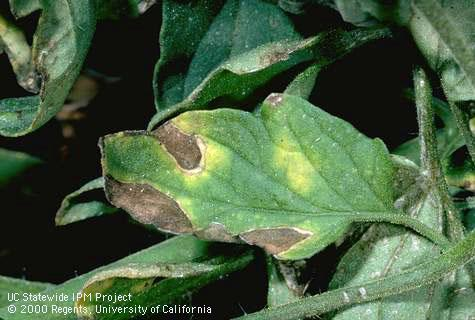 UC Statewide IPM Project
© 2000 Regents, University of California